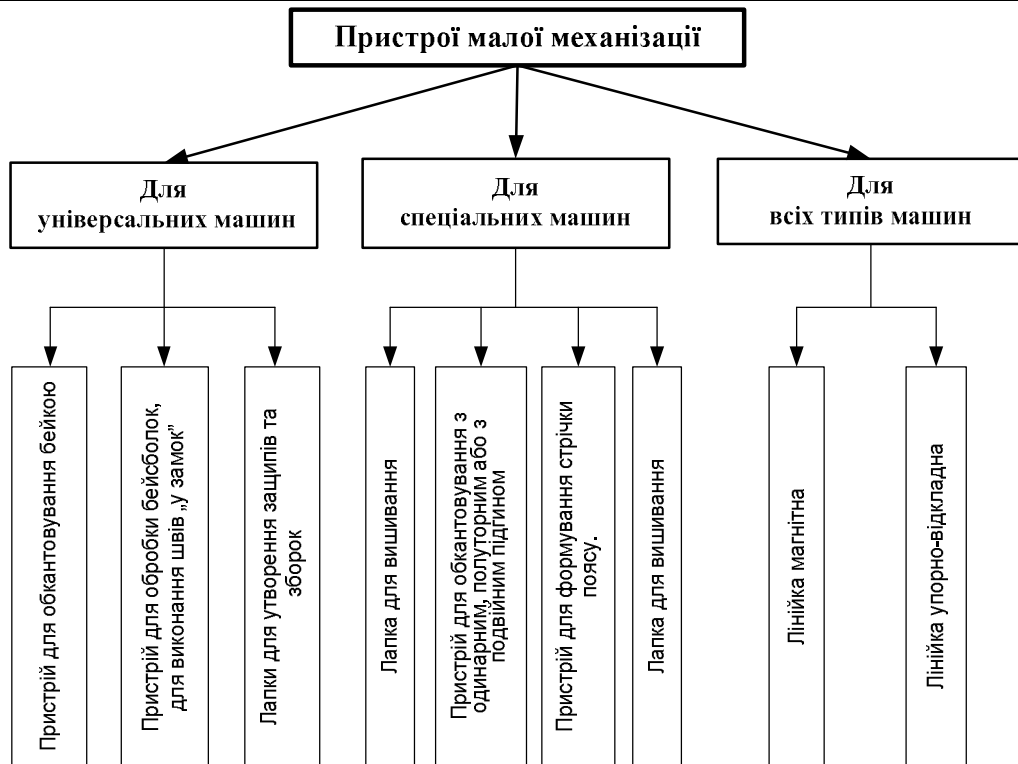 Пристрої малої механізації
Для
універсальних машин
Для
спеціальних машин
Для
всіх типів машин
Пристрій для обкантовування бейкою
Пристрій для обробки бейсболок,
для виконання швів „у замок”
Лапки для утворення защипів та
зборок
Лапка для вишивання
Пристрій для обкантовування з
одинарним, полуторним або з
подвійним підгином
Пристрій для формування стрічки
поясу.
Лапка для вишивання
Лінійка магнітна
Лінійка упорно-відкладна